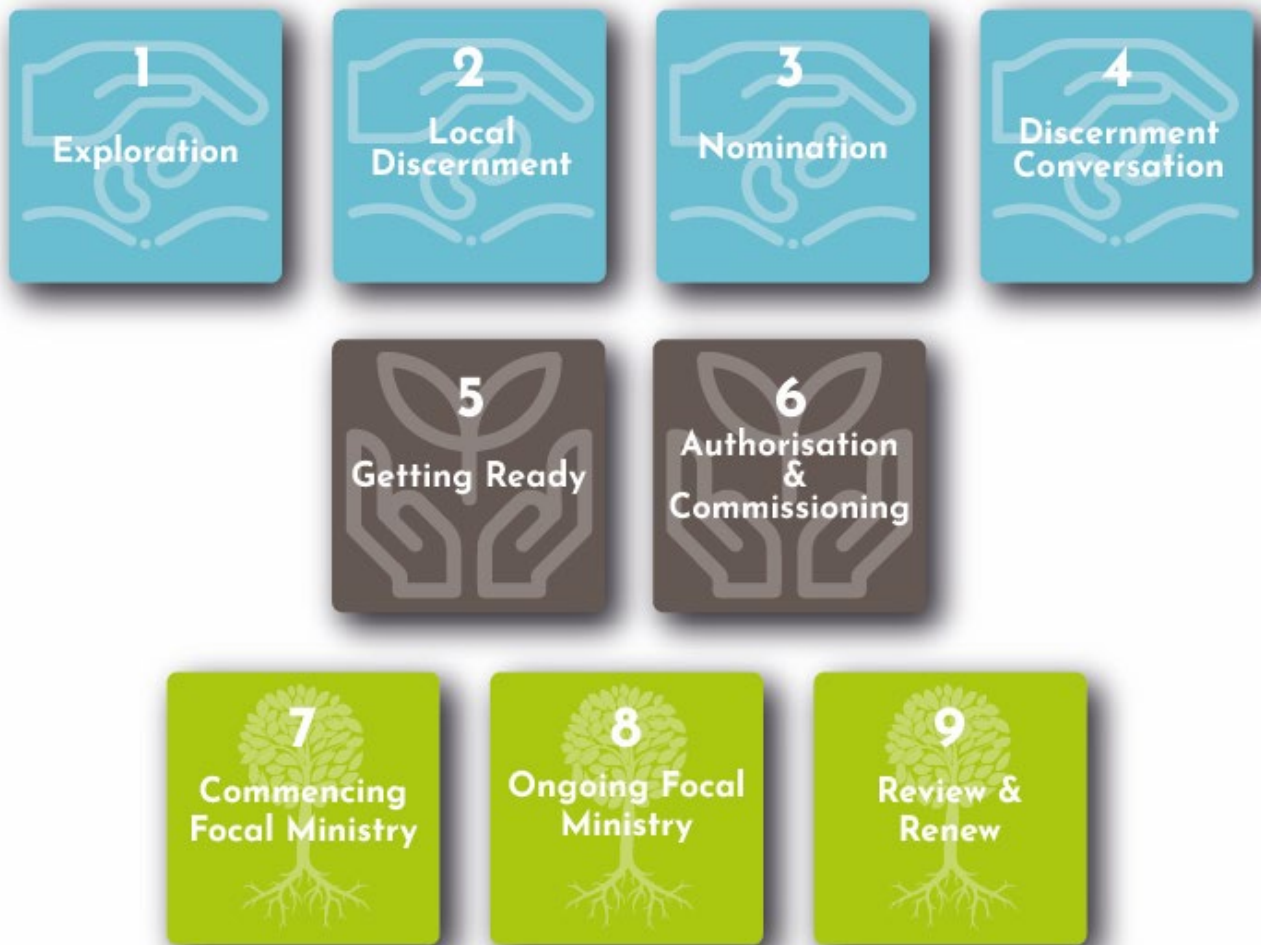 1
Exploration
2
Local
Discernment
3
Nomination
4
Discernment
Conversation
5
Getting Ready
6
Authorisation
&
Commissioning
7
Commencing
Focal Ministry
8
Ongoing Focal
Ministry
9
Review &
Renew